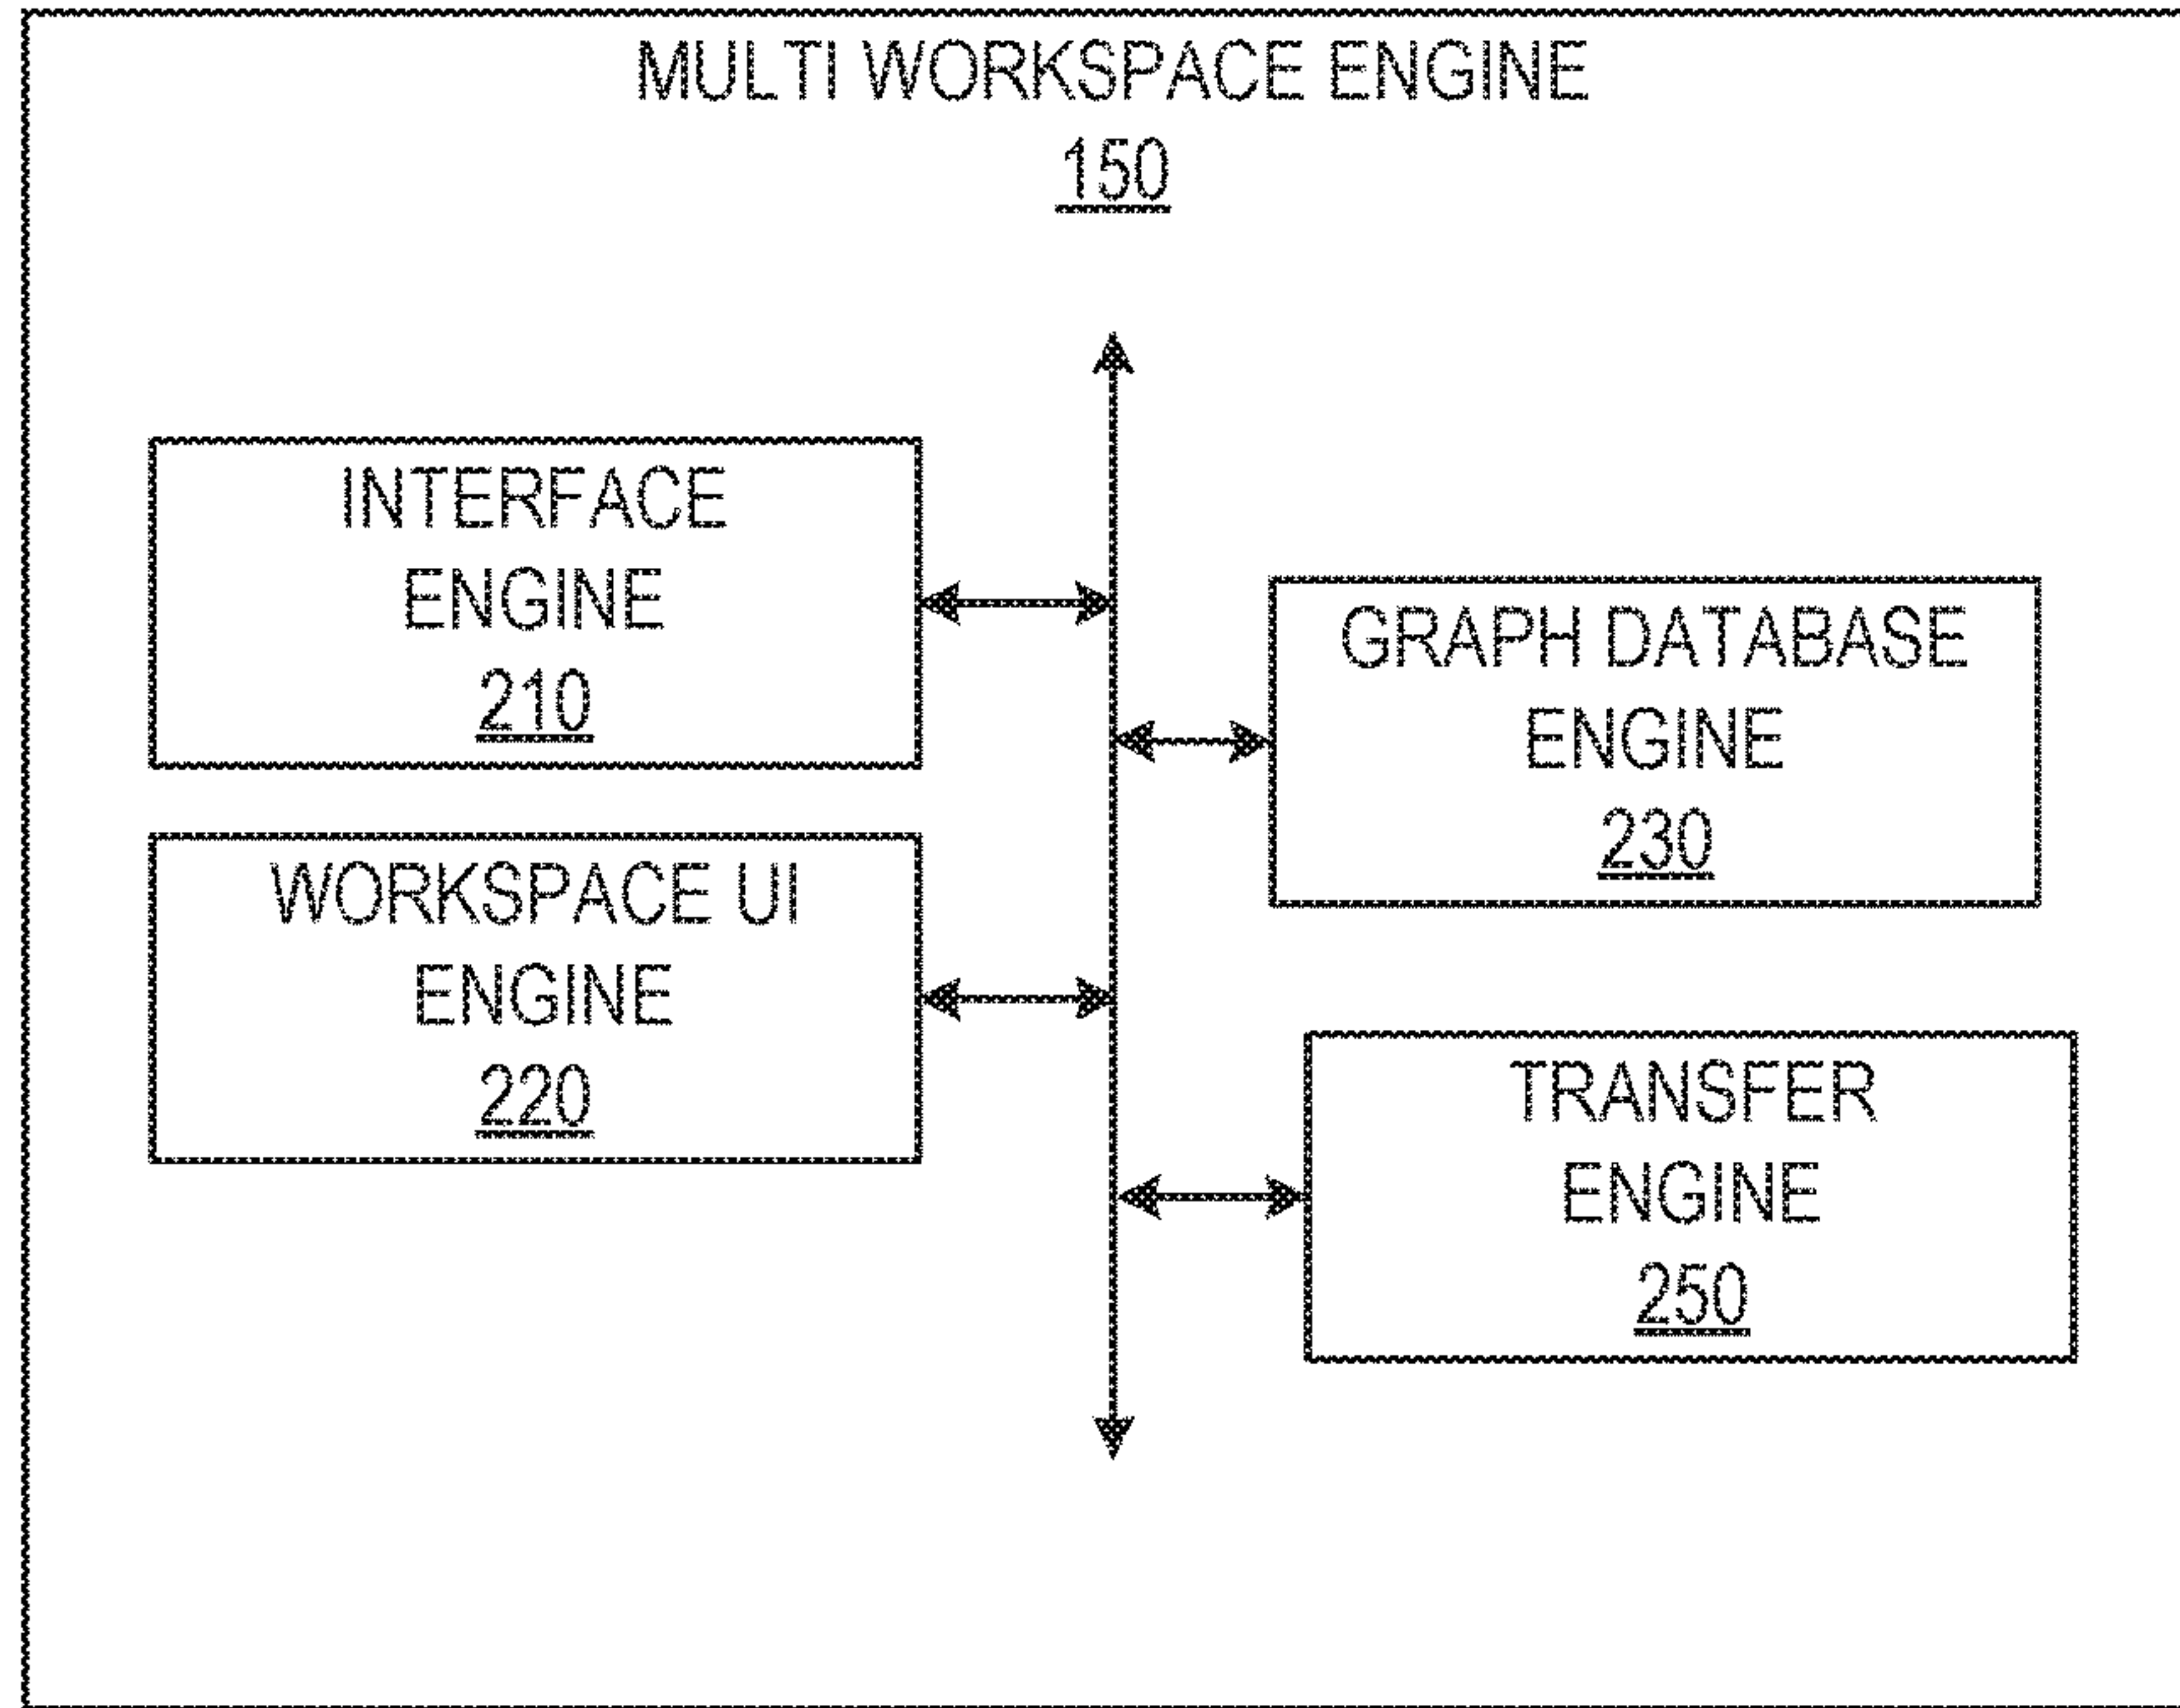 MULTI WORKSPACE ENGINE
150
INTERFACE
ENGINE
210
GRAPH DATABASE
ENGINE
230
WORKSPACE UI
ENGINE
220
TRANSFER
ENGINE
250